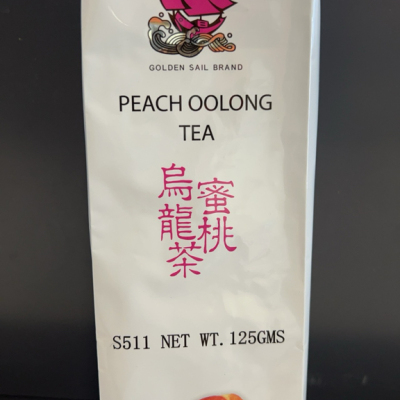 GOLDEN SAIL BRAND
PEACH OOLONG
TEA
蜜桃
烏龍茶
S511 NET WT.125GMS